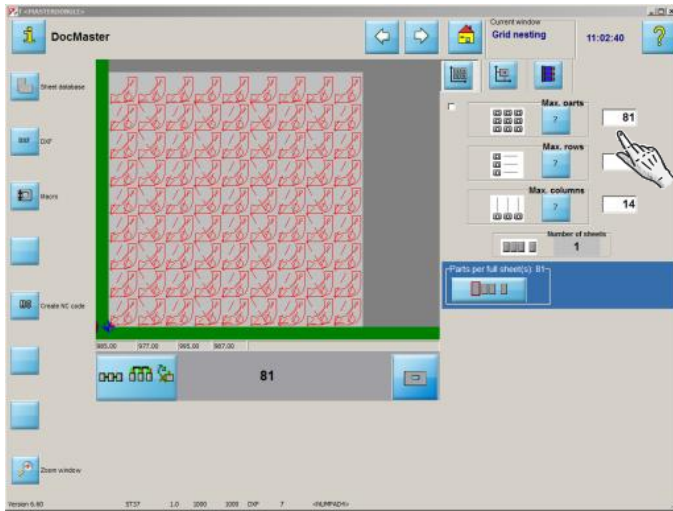 DocMaster
Current window
Grid nesting
11:02:40
Sheet database
DXF
Macro
Create NC code
Zoom window
Max. parts
?
81
Max. rows
?
Max. columns
?
14
Number of sheets
1
Parts per full sheet(s): 81
985.00 977.00 995.00 987.00
81
Version 6.60 ST37 1.0 1000 1000 DXF 7 <NUMPAD4>